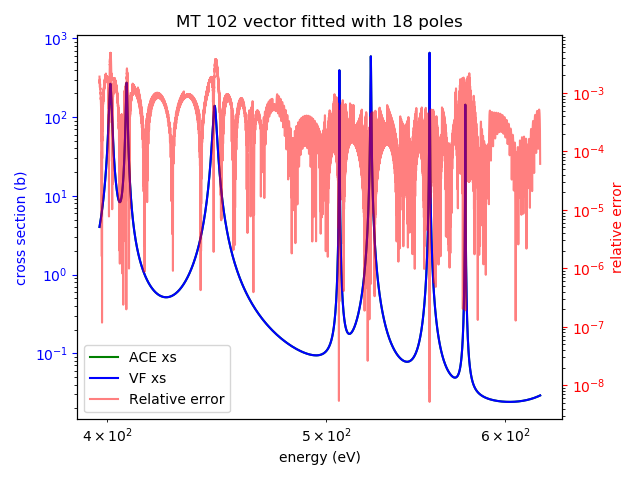 MT 102 vector fitted with 18 poles
10³
10²
10¹
10⁰
10⁻¹
cross section (b)
10⁻³
10⁻⁴
10⁻⁵
10⁻⁶
10⁻⁷
10⁻⁸
relative error
ACE xs
VF xs
Relative error
4 × 10²
5 × 10²
6 × 10²
energy (eV)